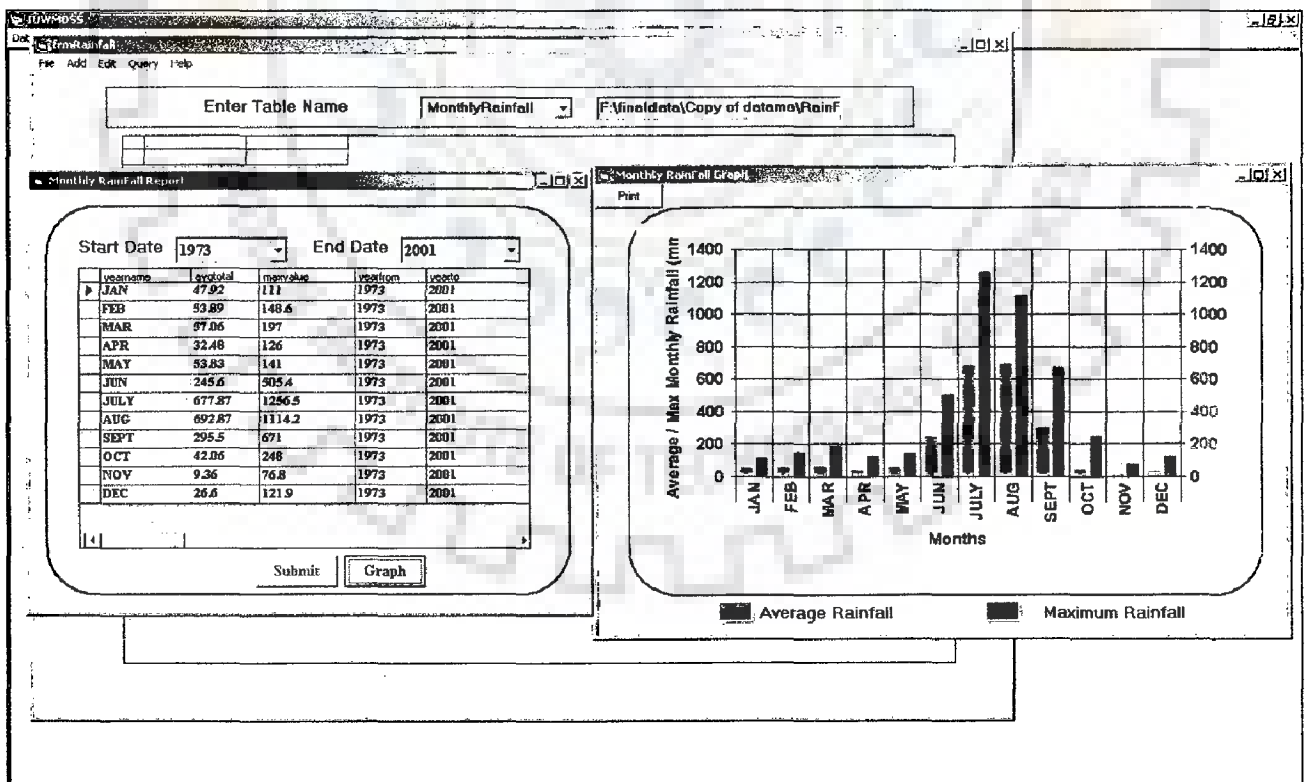 JUWMOSS
Dat
frmRainfall
File Add Edit Query Help
Enter Table Name MonthlyRainfall F:\finaldata\Copy of datama\RainF
Monthly RainFall Report
Start Date 1973 End Date 2001
yearname avgtotal maxvalue yearfrom yearto
JAN 47.92 111 1973 2001
FEB 53.89 148.6 1973 2001
MAR 57.06 197 1973 2001
APR 32.48 126 1973 2001
MAY 53.83 141 1973 2001
JUN 245.6 505.4 1973 2001
JULY 677.87 1256.5 1973 2001
AUG 692.87 1114.2 1973 2001
SEPT 295.5 671 1973 2001
OCT 42.06 248 1973 2001
NOV 9.36 76.8 1973 2001
DEC 26.6 121.9 1973 2001
Submit Graph
Monthly RainFall Graph
Print
Average / Max Monthly Rainfall (mm
1400 1400
1200 1200
1000 1000
800 800
600 600
400 400
200 200
0 0
JAN FEB MAR APR MAY JUN JULY AUG SEPT OCT NOV DEC
Months
Average Rainfall Maximum Rainfall